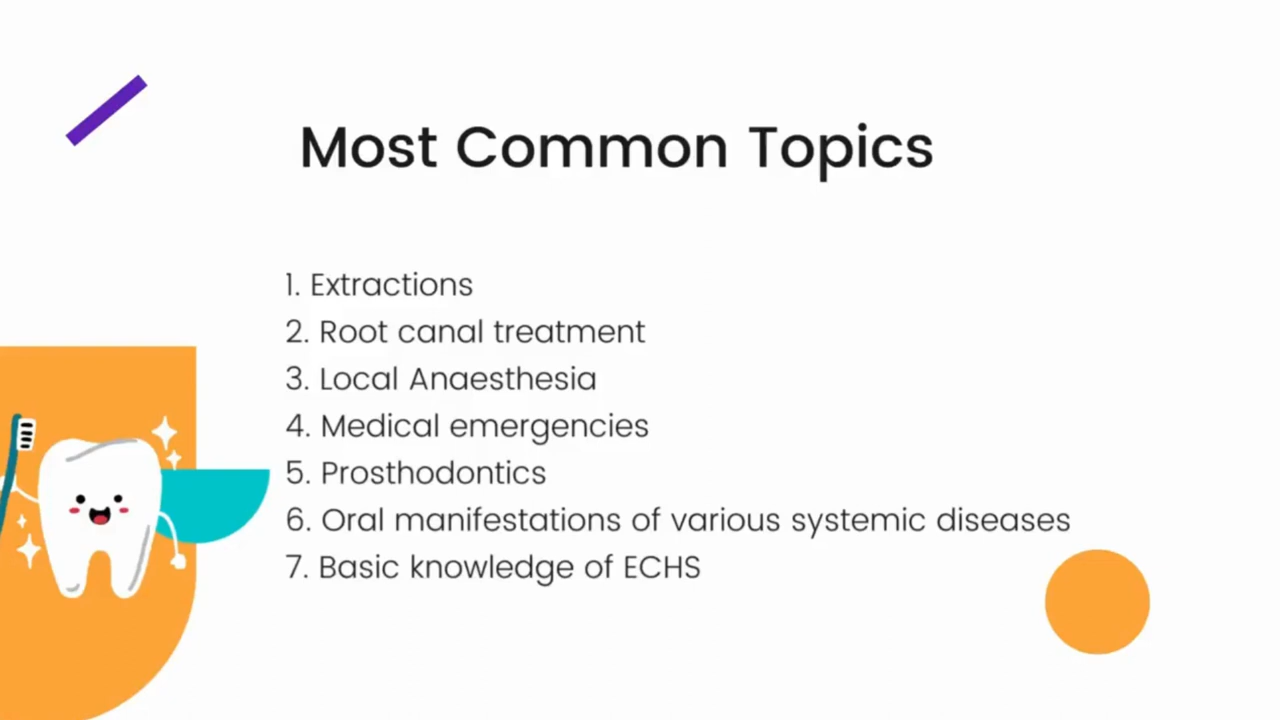 Most Common Topics
1. Extractions
2. Root canal treatment
3. Local Anaesthesia
4. Medical emergencies
5. Prosthodontics
6. Oral manifestations of various systemic diseases
7. Basic knowledge of ECHS